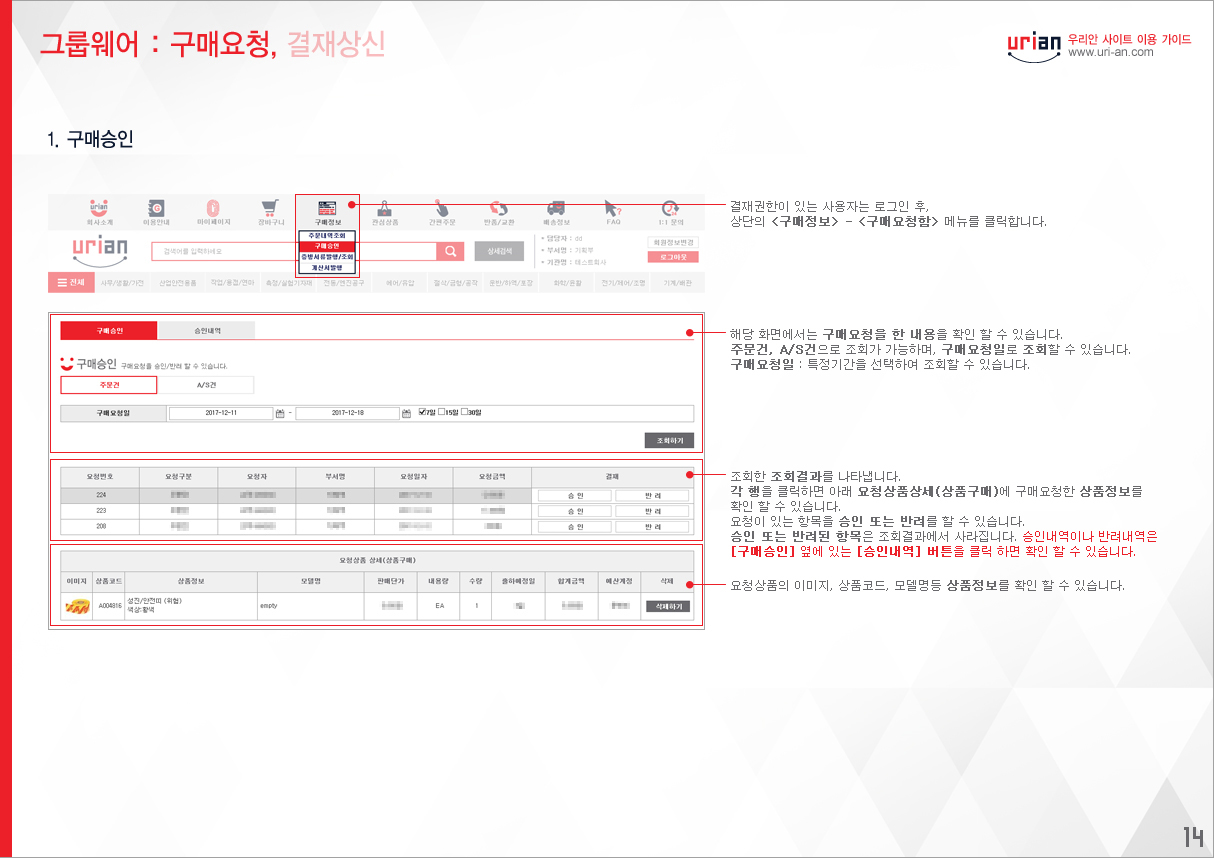 그룹웨어 : 구매요청, 결재상신
urian 우리안 사이트 이용 가이드
www.uri-an.com
1. 구매승인
회사소개 이용안내 마이페이지 장바구니 구매정보 관심상품 간편주문 반품/교환 배송정보 FAQ 1:1 문의
주문내역조회
구매승인
증빙서류발행/조회
계산서발행
urian
검색어를 입력하세요
상세검색
담당자 : dd
부서명 : 기획부
기관명 : 테스트회사
회원정보변경
로그아웃
전체 사무/생활/가전 산업안전용품 작업/용접/연마 측정/실험기자재 전동/엔진공구 에어/유압 절삭/금형/공작 운반/하역/포장 화학/윤활 전기/제어/조명 기계/배관
결재권한이 있는 사용자는 로그인 후,
상단의 <구매정보> - <구매요청함> 메뉴를 클릭합니다.
구매승인 승인내역
구매승인 구매요청을 승인/반려 할 수 있습니다.
주문건 A/S건
구매요청일 2017-12-11 - 2017-12-18 7일 15일 30일
조회하기
해당 화면에서는 구매요청을 한 내용을 확인 할 수 있습니다.
주문건, A/S건으로 조회가 가능하며, 구매요청일로 조회할 수 있습니다.
구매요청일 : 특정기간을 선택하여 조회할 수 있습니다.
요청번호 요청구분 요청자 부서명 요청일자 요청금액 결재
224 승 인 반 려
223 승 인 반 려
208 승 인 반 려
조회한 조회결과를 나타냅니다.
각 행을 클릭하면 아래 요청상품상세(상품구매)에 구매요청한 상품정보를
확인 할 수 있습니다.
요청이 있는 항목을 승인 또는 반려를 할 수 있습니다.
승인 또는 반려된 항목은 조회결과에서 사라집니다. 승인내역이나 반려내역은
[구매승인] 옆에 있는 [승인내역] 버튼을 클릭 하면 확인 할 수 있습니다.
요청상품 상세(상품구매)
이미지 상품코드 상품정보 모델명 판매단가 내용량 수량 출하예정일 합계금액 예산계정 삭제
A004816 성진/안전띠 (위험) empty EA 1 삭제하기
색상:황색
요청상품의 이미지, 상품코드, 모델명등 상품정보를 확인 할 수 있습니다.
14